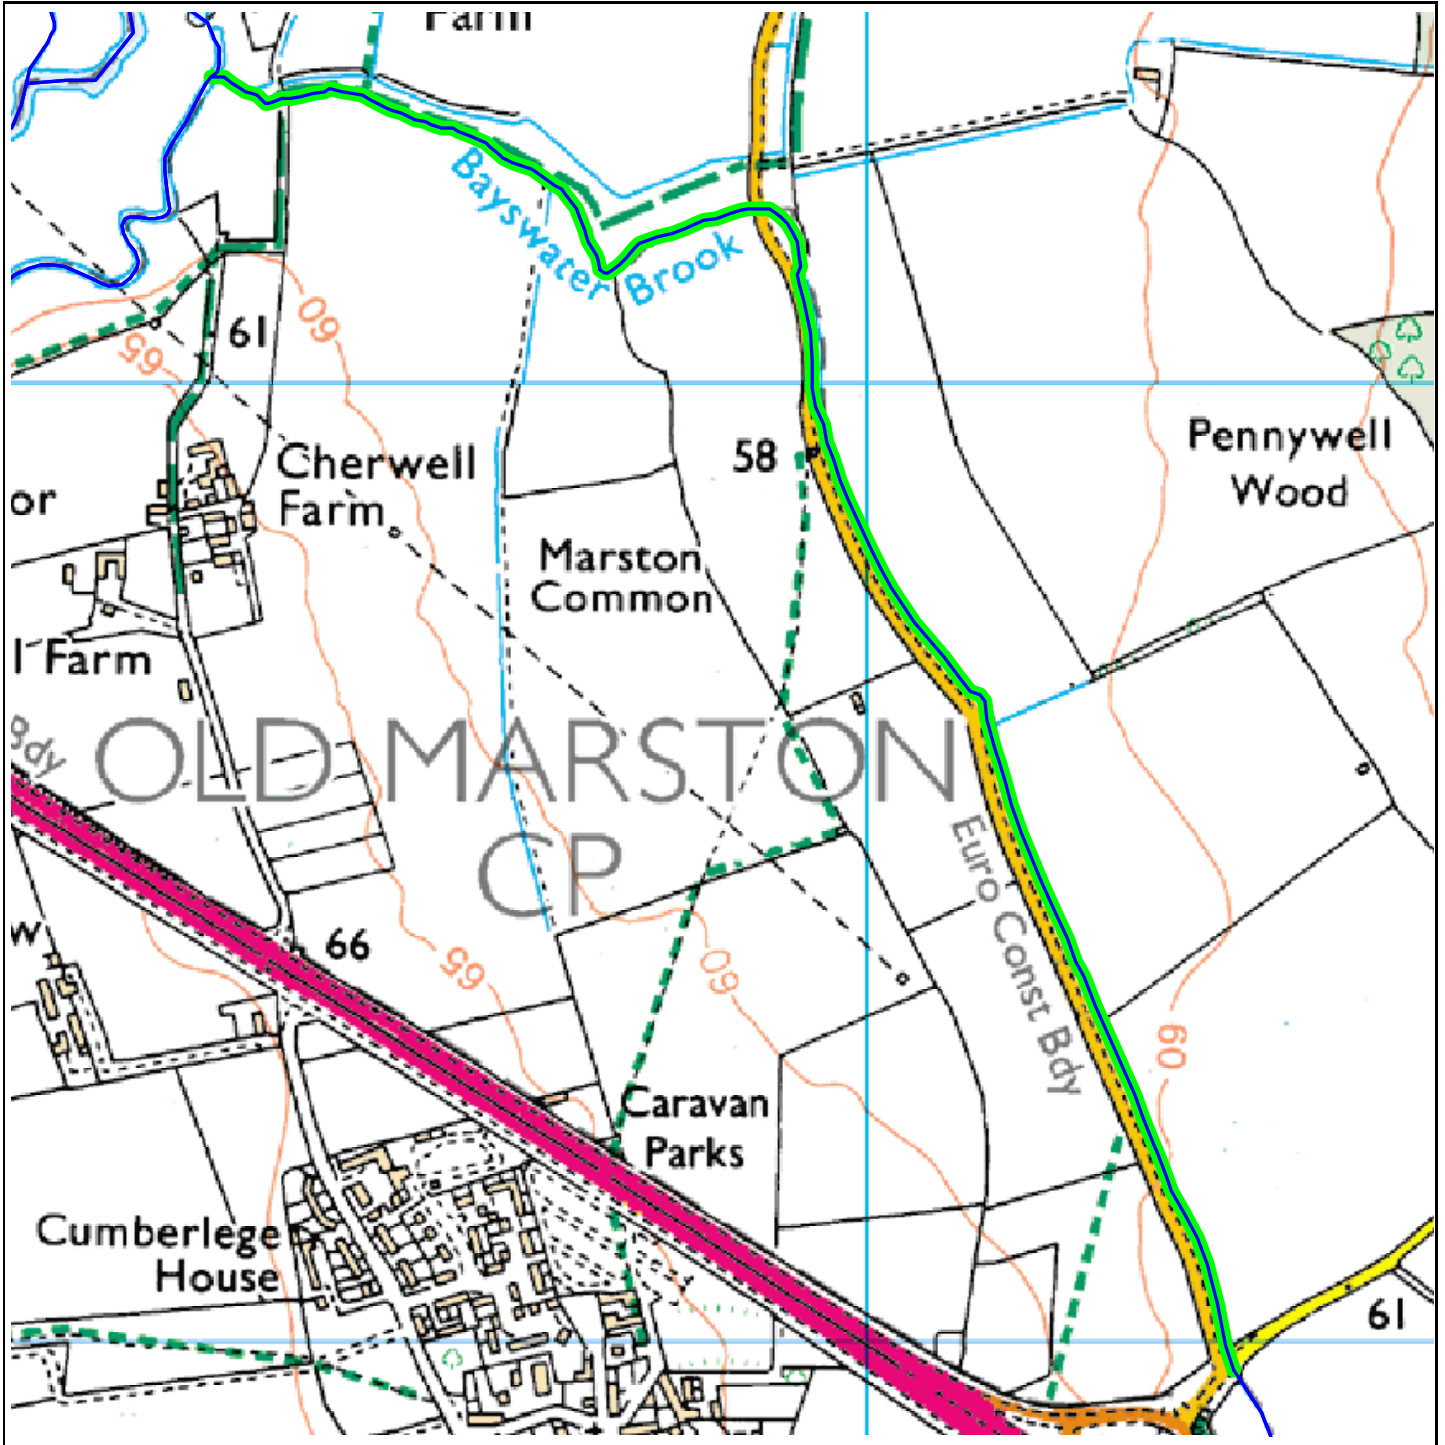 Farm
Bayswater Brook
61
60
65
58
Cherwell
Farm
or
Pennywell
Wood
Marston
Common
l Farm
Bdy
OLD MARSTON
CP
Euro Const Bdy
w
66
65
60
60
Caravan
Parks
Cumberlege
House
61